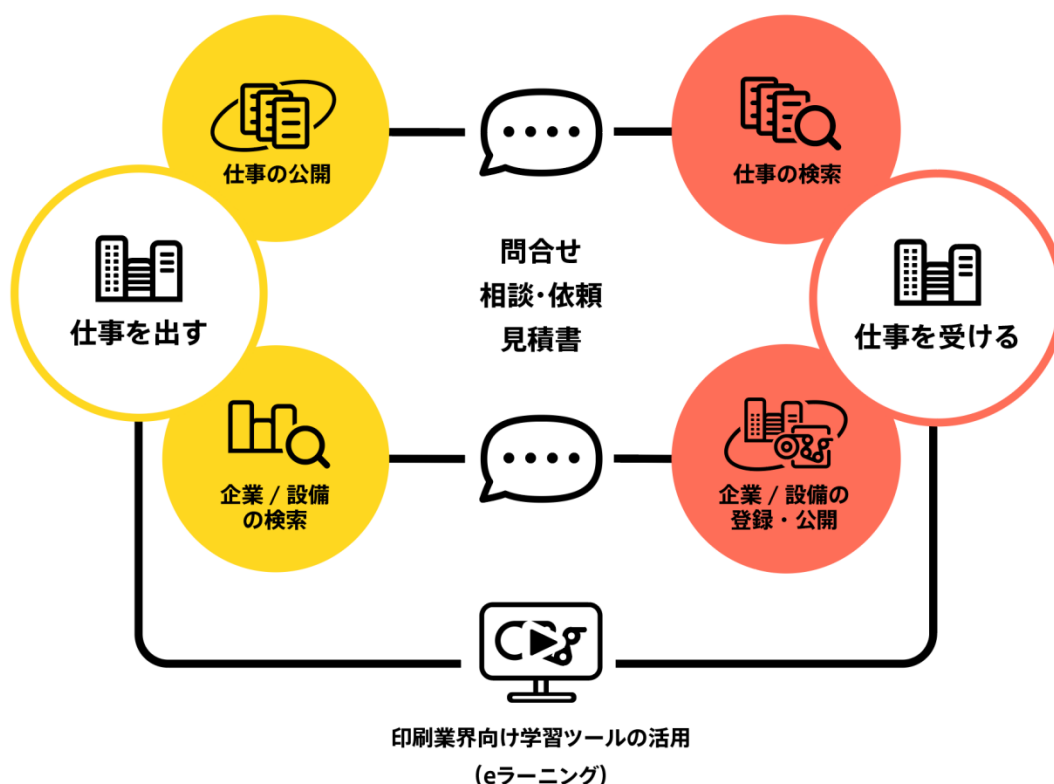 仕事の公開
仕事の検索
仕事を出す
問合せ
相談・依頼
見積書
仕事を受ける
企業 / 設備
の検索
企業 / 設備の
登録・公開
印刷業界向け学習ツールの活用
(eラーニング)